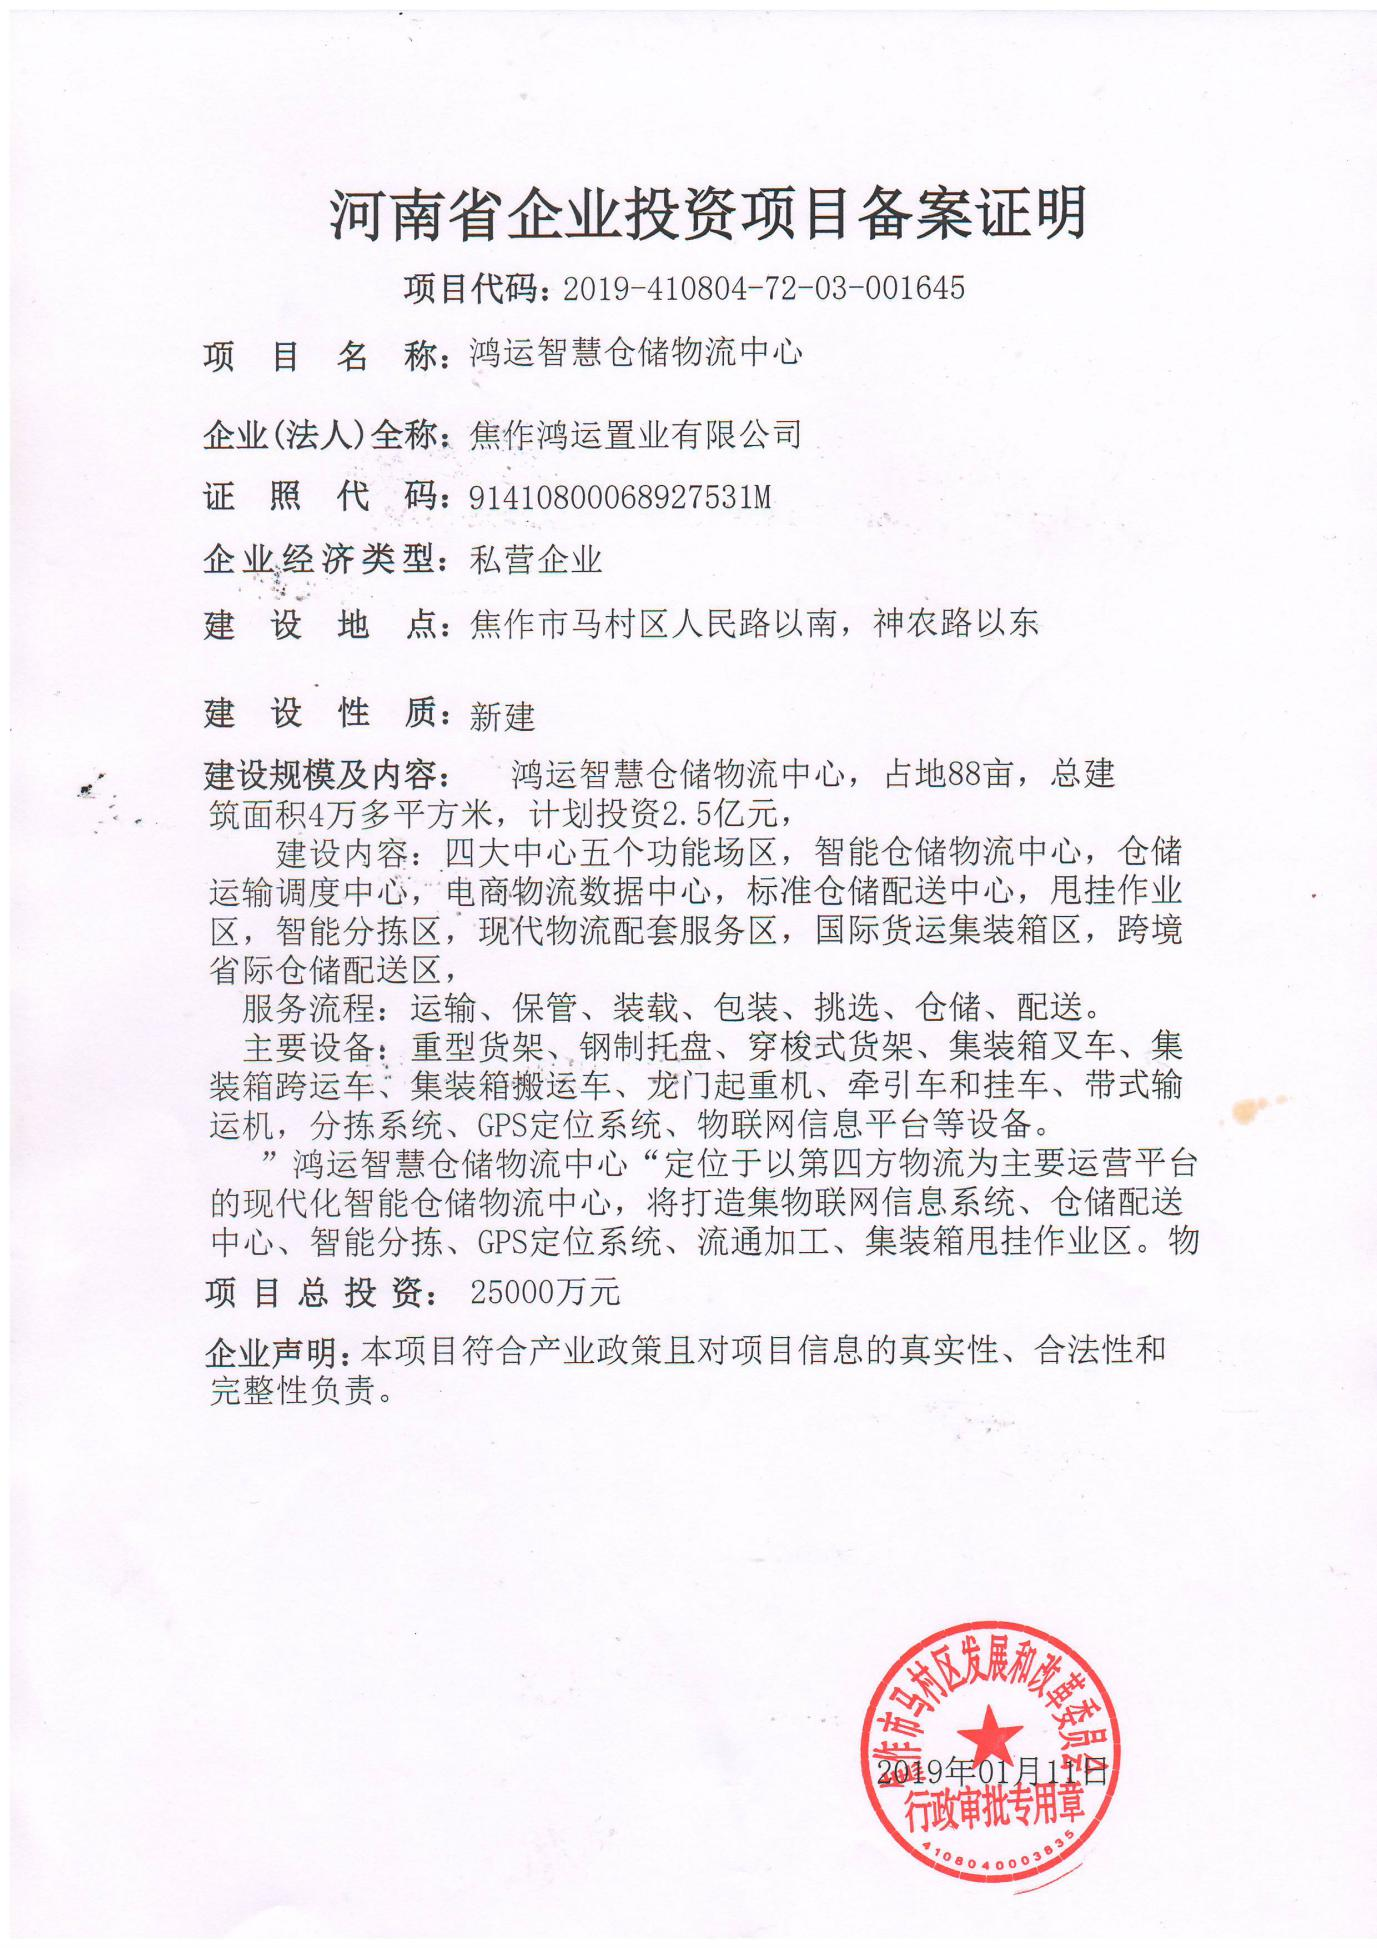 河南省企业投资项目备案证明
项目代码：2019-410804-72-03-001645
项目名称：鸿运智慧仓储物流中心
企业(法人)全称：焦作鸿运置业有限公司
证照代码：91410800068927531M
企业经济类型：私营企业
建设地点：焦作市马村区人民路以南，神农路以东
建设性质：新建
建设规模及内容：鸿运智慧仓储物流中心，占地88亩，总建
筑面积4万多平方米，计划投资2.5亿元，
建设内容：四大中心五个功能场区，智能仓储物流中心，仓储
运输调度中心，电商物流数据中心，标准仓储配送中心，甩挂作业
区，智能分拣区，现代物流配套服务区，国际货运集装箱区，跨境
省际仓储配送区，
服务流程：运输、保管、装载、包装、挑选、仓储、配送。
主要设备：重型货架、钢制托盘、穿梭式货架、集装箱叉车、集
装箱跨运车、集装箱搬运车、龙门起重机、牵引车和挂车、带式输
运机，分拣系统、GPS定位系统、物联网信息平台等设备。
”鸿运智慧仓储物流中心“定位于以第四方物流为主要运营平台
的现代化智能仓储物流中心，将打造集物联网信息系统、仓储配送
中心、智能分拣、GPS定位系统、流通加工、集装箱甩挂作业区。物
项目总投资：25000万元
企业声明：本项目符合产业政策且对项目信息的真实性、合法性和
完整性负责。
焦作市马村区发展和改革委员会
2019年01月11日
行政审批专用章
4108040003835